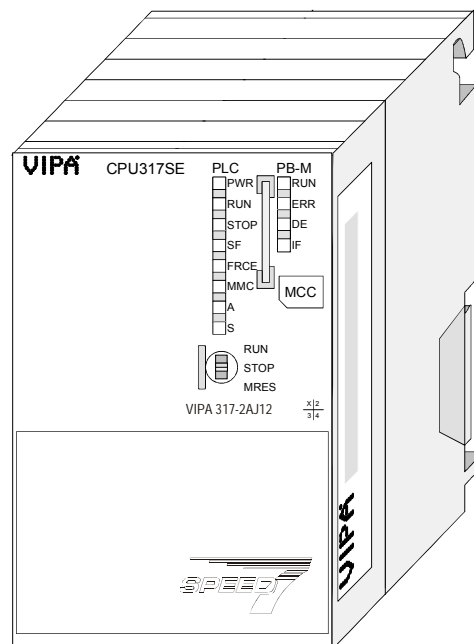 VIPA CPU317SE PLC PB-M
PWR RUN
RUN ERR
STOP DE
SF IF
FRCE
MMC MCC
A
S
RUN
STOP
MRES
VIPA 317-2AJ12 X 2
3 4
SPEED7
VIPA